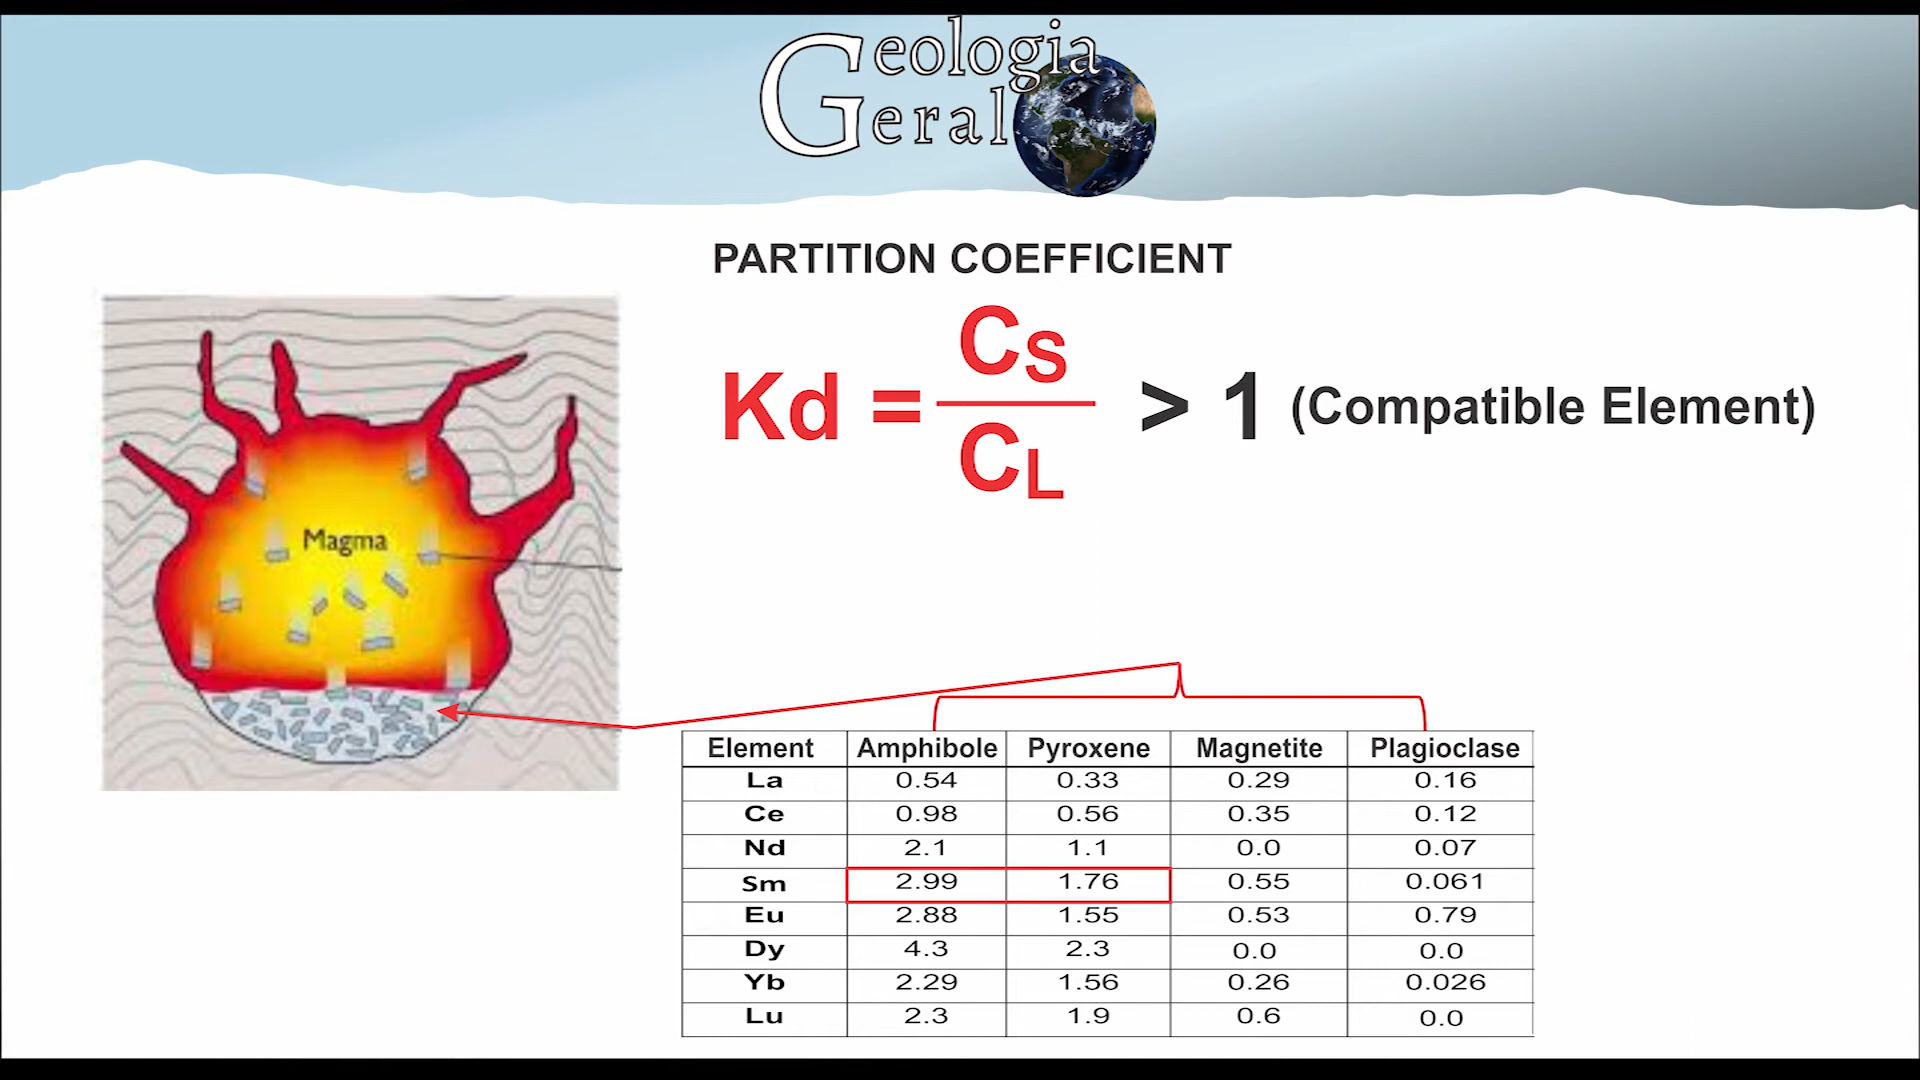 Geologia
Geral
PARTITION COEFFICIENT
Kd = CS / CL > 1 (Compatible Element)
Magma
Element Amphibole Pyroxene Magnetite Plagioclase
La 0.54 0.33 0.29 0.16
Ce 0.98 0.56 0.35 0.12
Nd 2.1 1.1 0.0 0.07
Sm 2.99 1.76 0.55 0.061
Eu 2.88 1.55 0.53 0.79
Dy 4.3 2.3 0.0 0.0
Yb 2.29 1.56 0.26 0.026
Lu 2.3 1.9 0.6 0.0